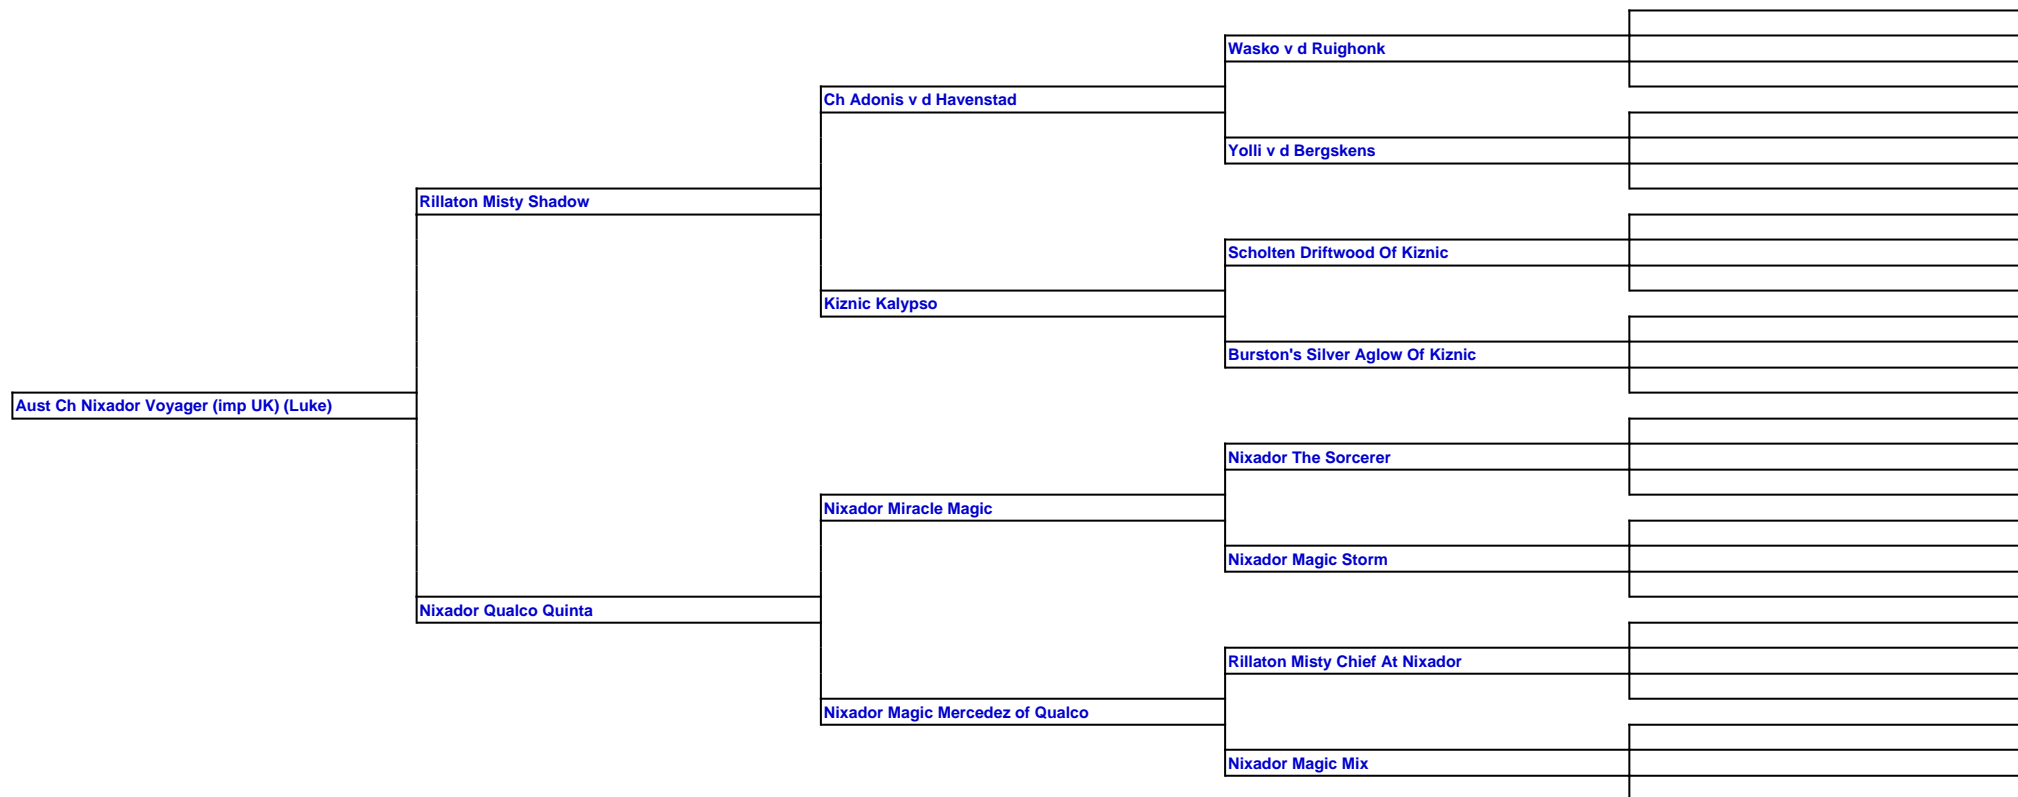 Wasko v d Ruighonk
Ch Adonis v d Havenstad
Yolli v d Bergskens
Rillaton Misty Shadow
Scholten Driftwood Of Kiznic
Kiznic Kalypso
Burston's Silver Aglow Of Kiznic
Aust Ch Nixador Voyager (imp UK) (Luke)
Nixador The Sorcerer
Nixador Miracle Magic
Nixador Magic Storm
Nixador Qualco Quinta
Rillaton Misty Chief At Nixador
Nixador Magic Mercedez of Qualco
Nixador Magic Mix